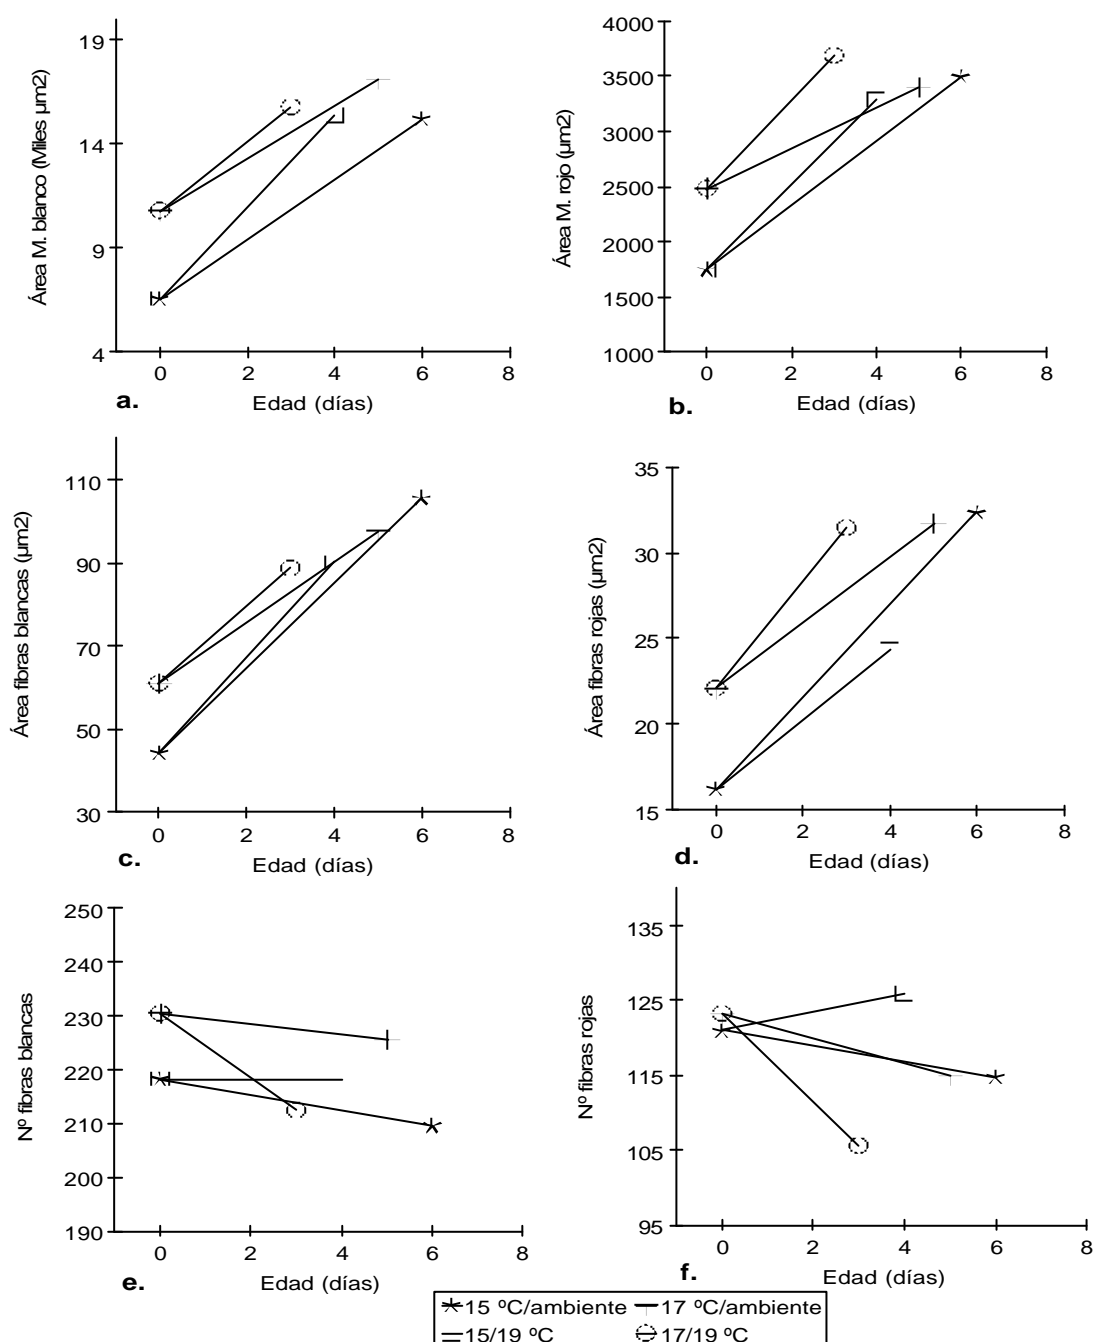 19
14
9
4
Área M. blanco (Miles µm2)
0 2 4 6 8
a.
Edad (días)
4000
3500
3000
2500
2000
1500
1000
Área M. rojo (µm2)
0 2 4 6 8
b.
Edad (días)
110
90
70
50
30
Área fibras blancas (µm2)
0 2 4 6 8
c.
Edad (días)
35
30
25
20
15
Área fibras rojas (µm2)
0 2 4 6 8
d.
Edad (días)
250
240
230
220
210
200
190
Nº fibras blancas
0 2 4 6 8
e.
Edad (días)
135
125
115
105
95
Nº fibras rojas
0 2 4 6 8
f.
Edad (días)
15 ºC/ambiente 17 ºC/ambiente
15/19 ºC 17/19 ºC